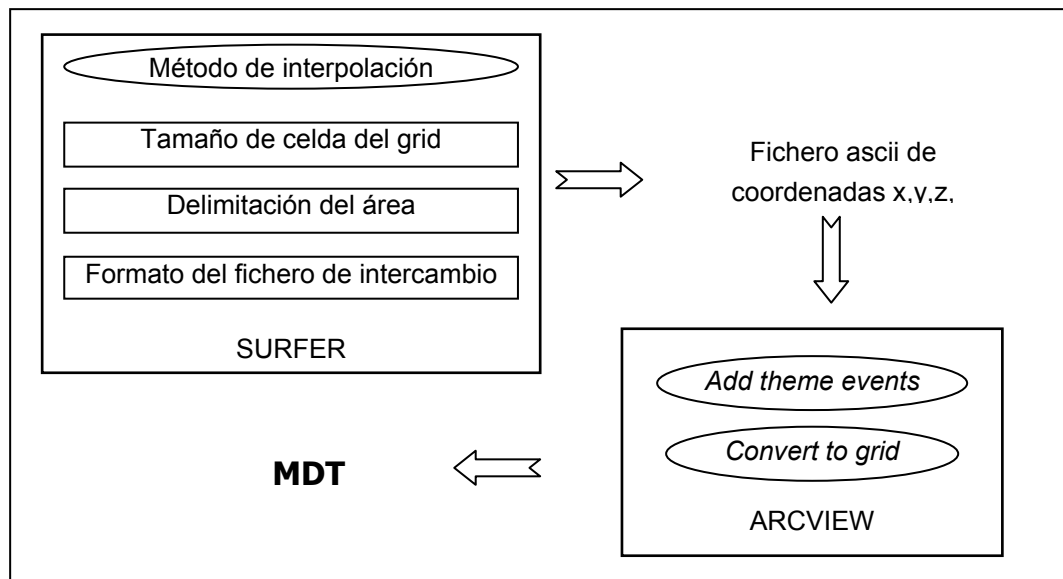 Método de interpolación
Tamaño de celda del grid
Delimitación del área
Formato del fichero de intercambio
SURFER
Fichero ascii de
coordenadas x,y,z,
Add theme events
Convert to grid
ARCVIEW
MDT